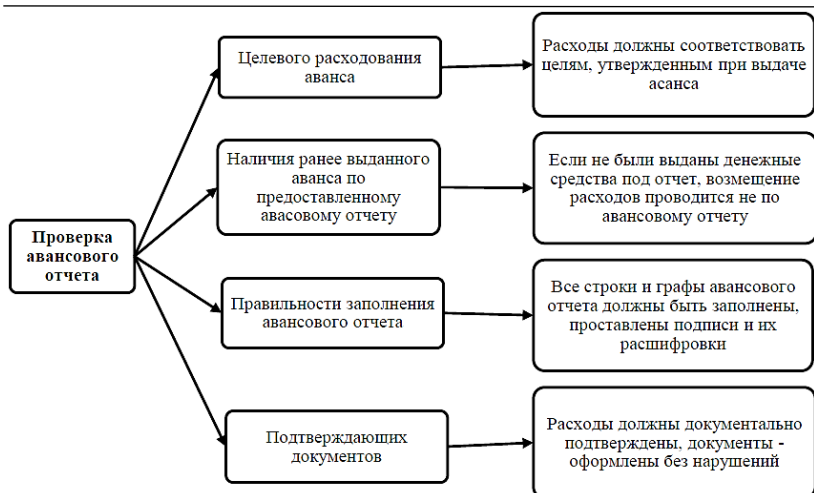 Проверка
авансового
отчета
Целевого расходования
аванса
Расходы должны соответствовать
целям, утвержденным при выдаче
асанса
Наличия ранее выданного
аванса по
предоставленному
авасовому отчету
Если не были выданы денежные
средства под отчет, возмещение
расходов проводится не по
авансовому отчету
Правильности заполнения
авансового отчета
Все строки и графы авансового
отчета должны быть заполнены,
проставлены подписи и их
расшифровки
Подтверждающих
документов
Расходы должны документально
подтверждены, документы -
оформлены без нарушений